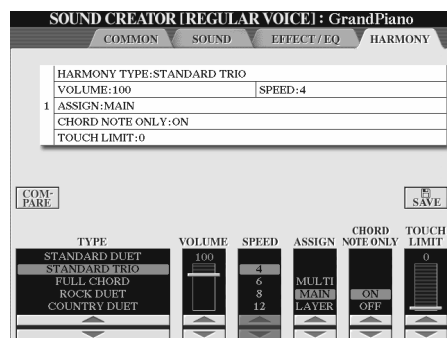 SOUND CREATOR [REGULAR VOICE] : GrandPiano
COMMON SOUND EFFECT / EQ HARMONY
HARMONY TYPE:STANDARD TRIO
VOLUME:100 SPEED:4
1 ASSIGN:MAIN
CHORD NOTE ONLY:ON
TOUCH LIMIT:0
COM-
PARE
SAVE
TYPE VOLUME SPEED ASSIGN CHORD NOTE ONLY TOUCH LIMIT
STANDARD DUET 100 0
STANDARD TRIO 4
FULL CHORD 6 MULTI
ROCK DUET 8 MAIN ON
COUNTRY DUET 12 LAYER OFF